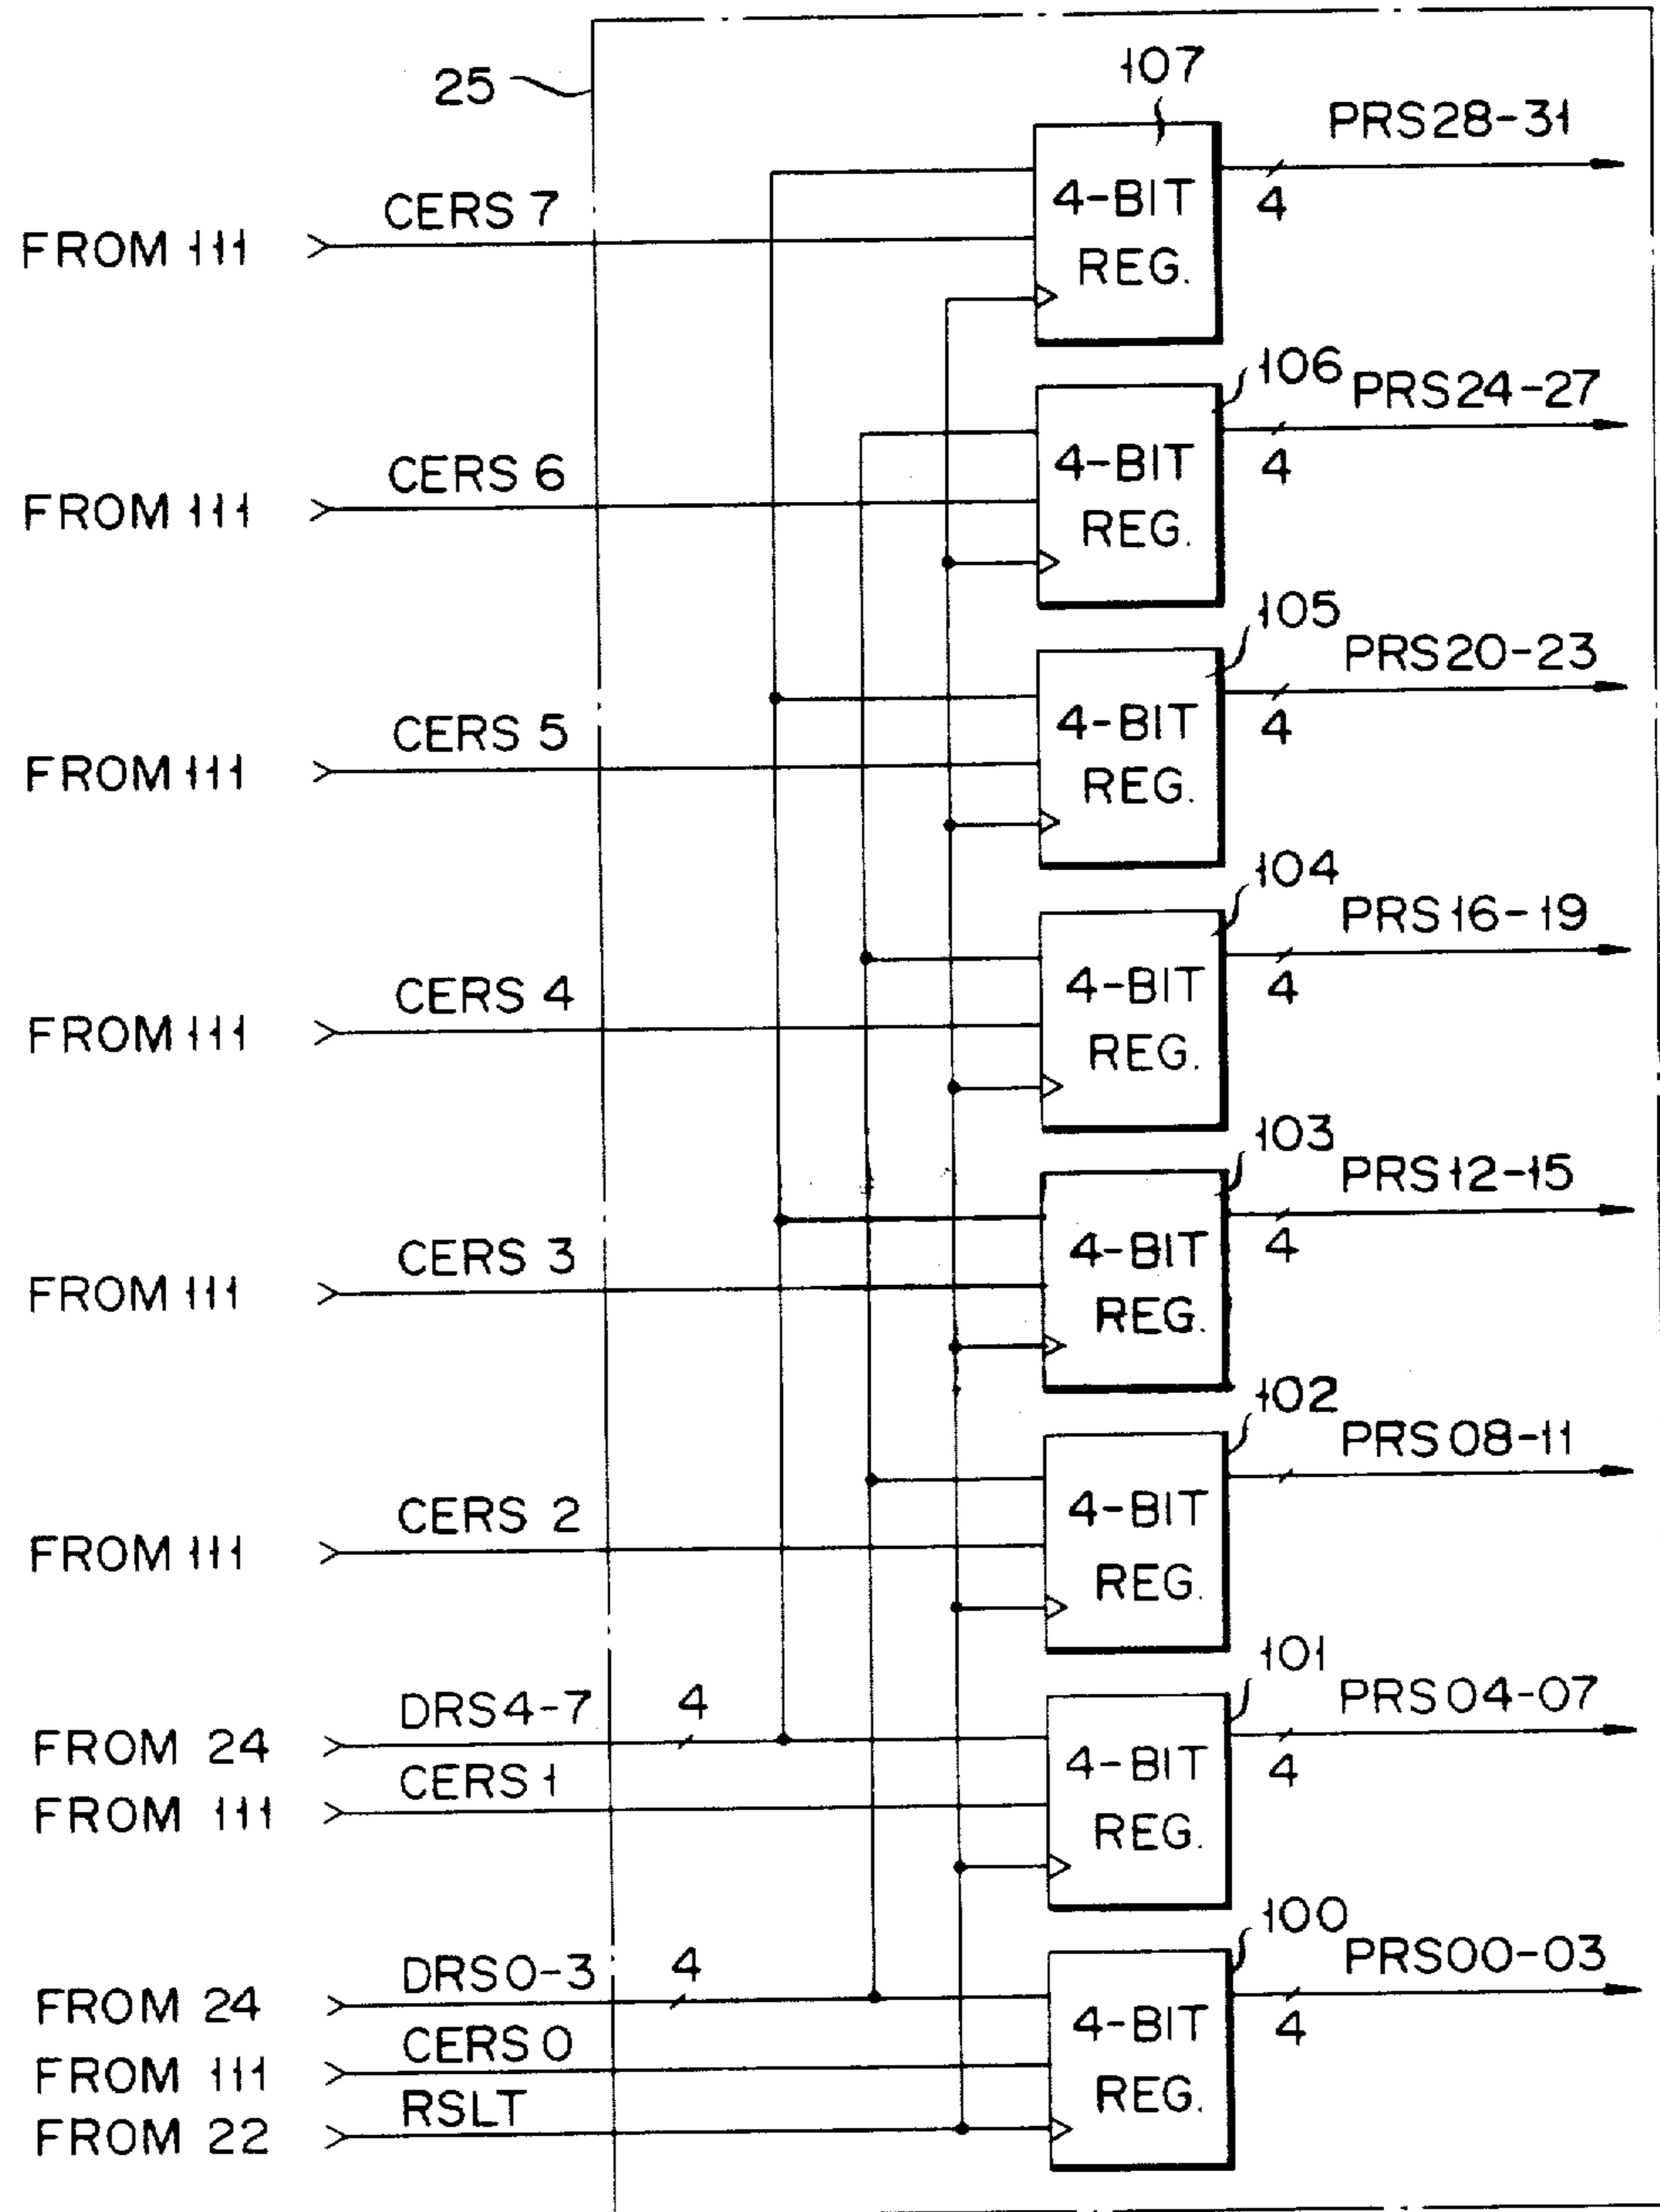 25
107
PRS28-31
CERS 7
4-BIT
REG.
4
FROM 111
106
PRS24-27
CERS 6
4-BIT
REG.
4
FROM 111
105
PRS20-23
CERS 5
4-BIT
REG.
4
FROM 111
104
PRS16-19
CERS 4
4-BIT
REG.
4
FROM 111
103
PRS12-15
CERS 3
4-BIT
REG.
4
FROM 111
102
PRS08-11
CERS 2
4-BIT
REG.
FROM 111
101
PRS04-07
DRS4-7
4
FROM 24
4-BIT
REG.
4
CERS 1
FROM 111
100
PRS00-03
DRS0-3
4
FROM 24
4-BIT
REG.
4
CERS 0
FROM 111
RSLT
FROM 22